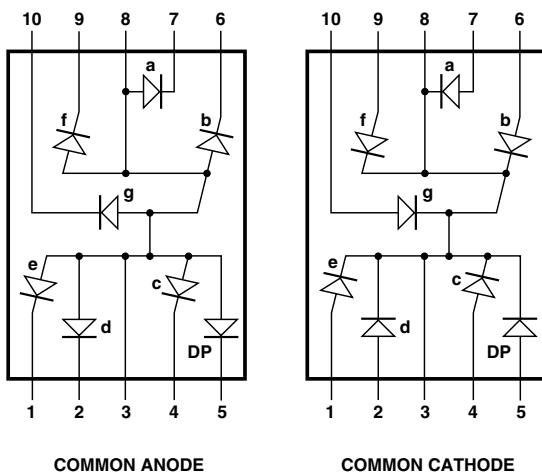 10 9 8 7 6 10 9 8 7 6
a a
f b f b
g g
e c e c
d DP d DP
1 2 3 4 5 1 2 3 4 5
COMMON ANODE COMMON CATHODE